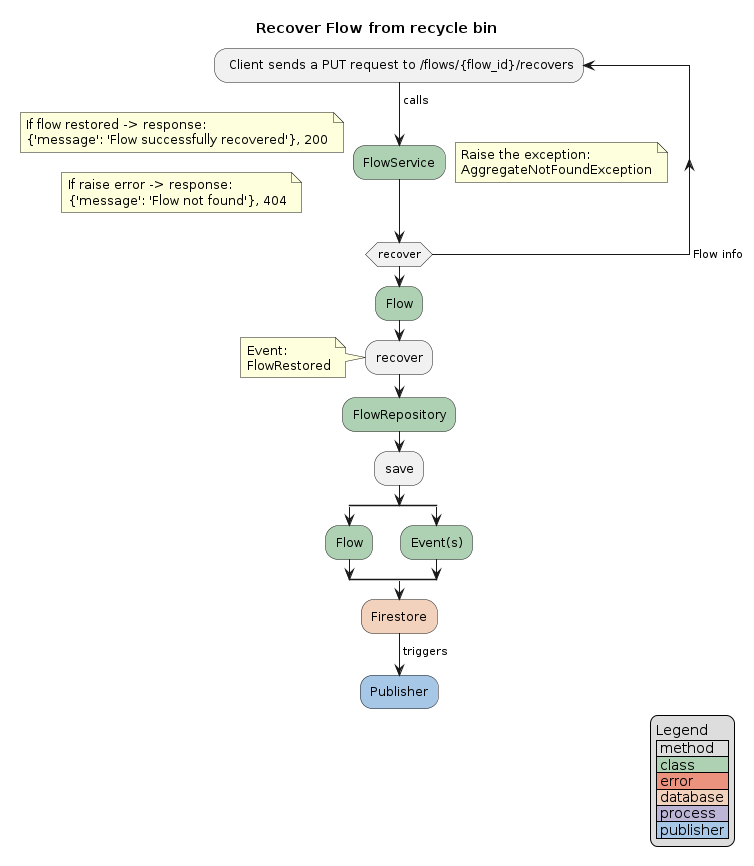 Recover Flow from recycle bin
Client sends a PUT request to /flows/{flow_id}/recovers
calls
If flow restored -> response:
{'message': 'Flow successfully recovered'}, 200
If raise error -> response:
{'message': 'Flow not found'}, 404
FlowService
Raise the exception:
AggregateNotFoundException
recover
Flow info
Flow
Event:
FlowRestored
recover
FlowRepository
save
Flow
Event(s)
Firestore
triggers
Publisher
Legend
method
class
error
database
process
publisher